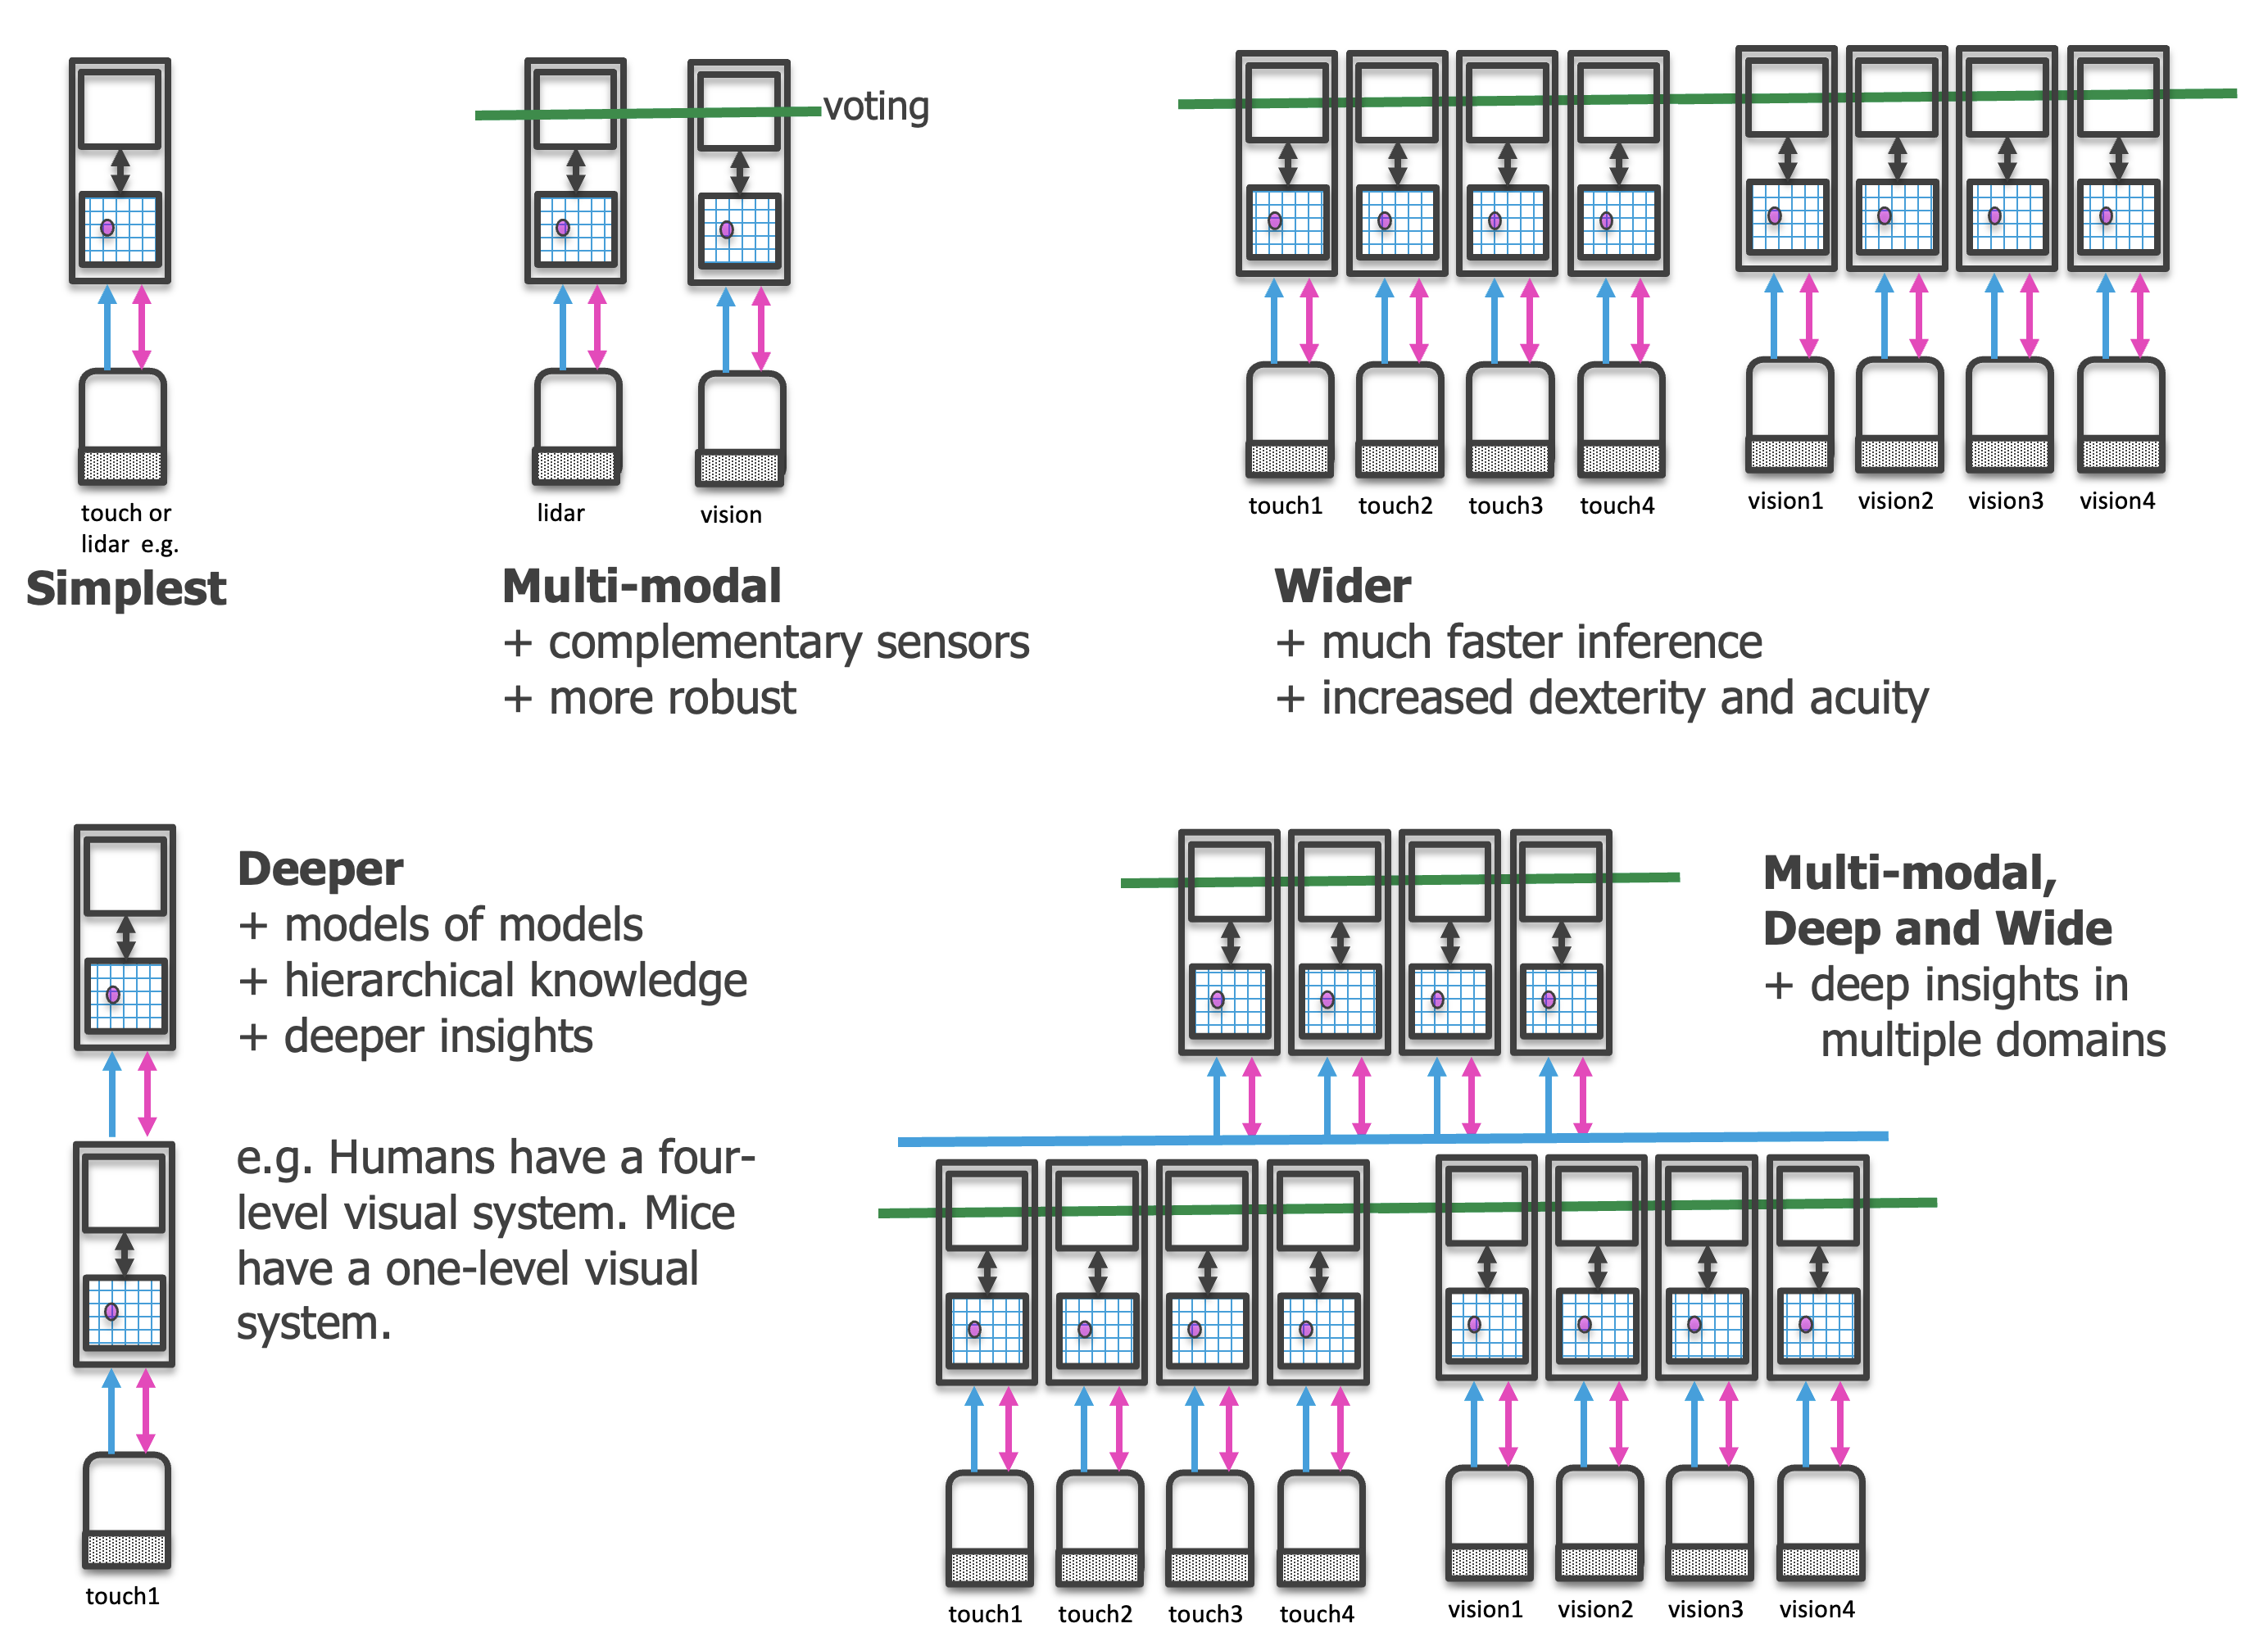 touch or
lidar e.g.
Simplest
voting
lidar
vision
Multi-modal
+ complementary sensors
+ more robust
touch1
touch2
touch3
touch4
vision1
vision2
vision3
vision4
Wider
+ much faster inference
+ increased dexterity and acuity
Deeper
+ models of models
+ hierarchical knowledge
+ deeper insights
e.g. Humans have a four-
level visual system. Mice
have a one-level visual
system.
touch1
Multi-modal,
Deep and Wide
+ deep insights in
multiple domains
touch1
touch2
touch3
touch4
vision1
vision2
vision3
vision4